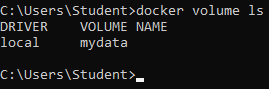 C:\Users\Student>docker volume ls
DRIVER    VOLUME NAME
local     mydata

C:\Users\Student>